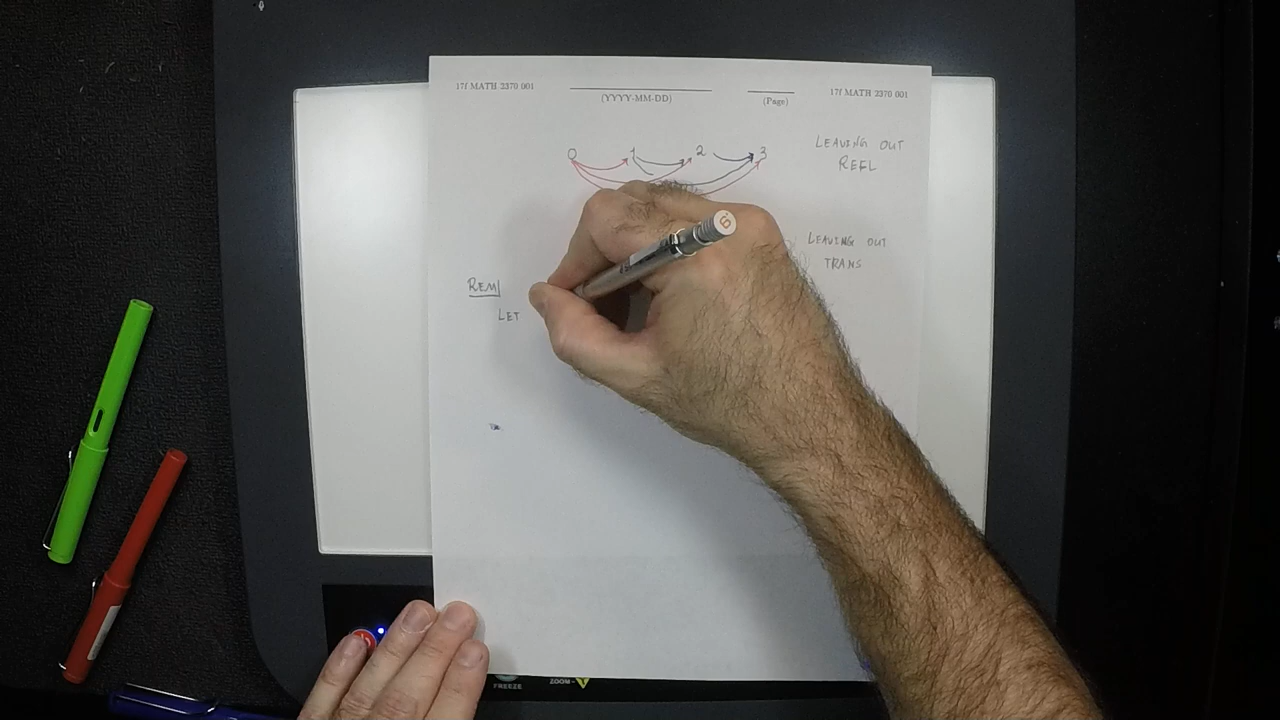 17f MATH 2370 001 (YYYY-MM-DD) (Page) 17f MATH 2370 001
0 1 2 3
LEAVING OUT
REFL
LEAVING OUT
TRANS
REM
LET
FREEZE ZOOM-